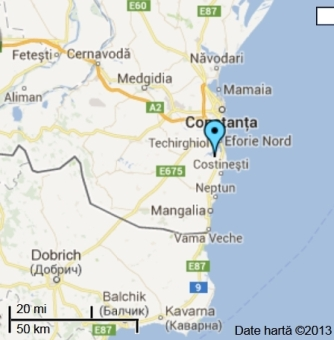 E60
E87
Fetești
Cernavodă
Năvodari
Medgidia
Mamaia
Aliman
A2
Constanța
Techirghiol
Eforie Nord
E675
Costinești
Neptun
Mangalia
Vama Veche
Dobrich
(Добрич)
E87
9
20 mi
50 km
Balchik
(Балчик)
E87
Kavarna
(Каварна)
Date hartă ©2013